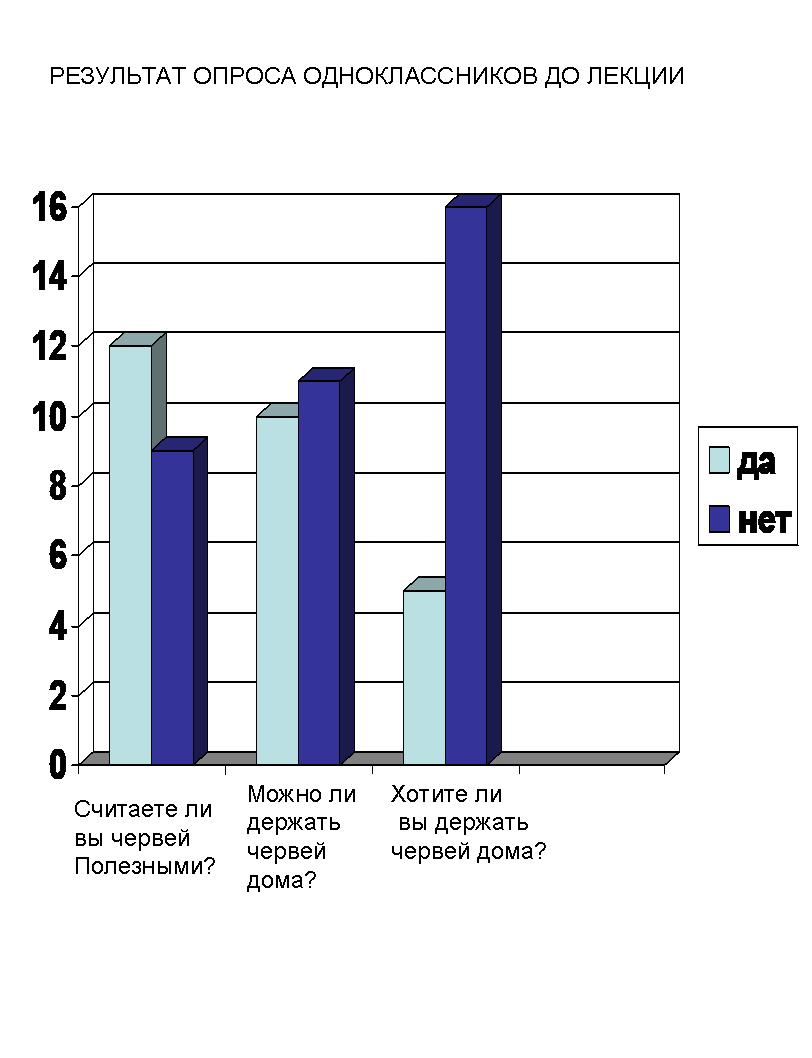 РЕЗУЛЬТАТ ОПРОСА ОДНОКЛАССНИКОВ ДО ЛЕКЦИИ
16
14
12
10
8
6
4
2
0
да
нет
Считаете ли
вы червей
Полезными?
Можно ли
держать
червей
дома?
Хотите ли
вы держать
червей дома?